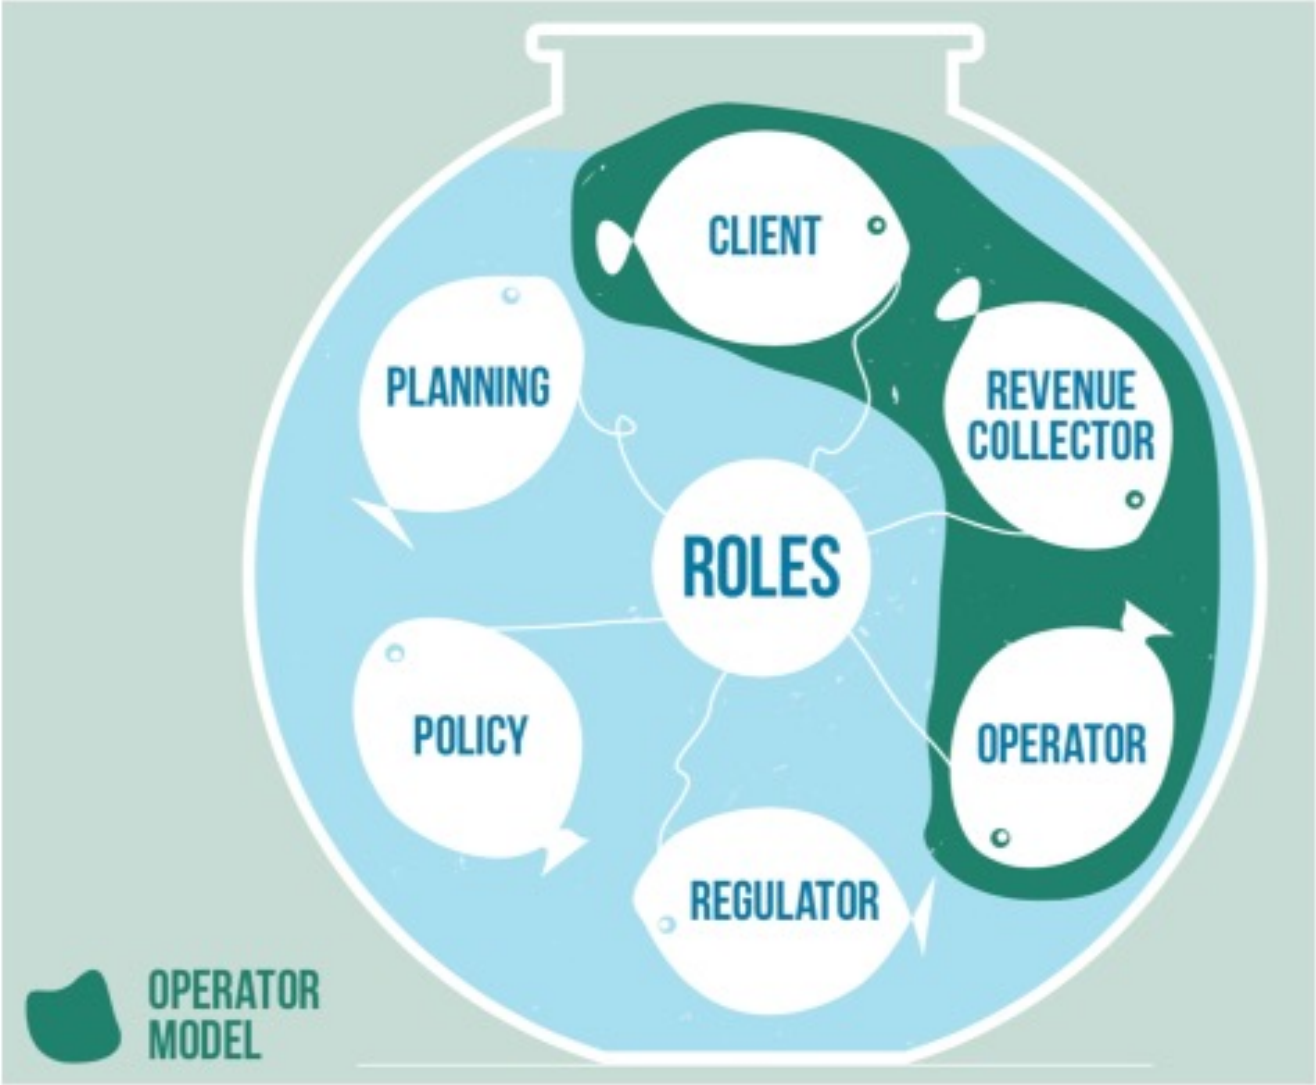 CLIENT
PLANNING
REVENUE
COLLECTOR
ROLES
POLICY
OPERATOR
REGULATOR
OPERATOR
MODEL